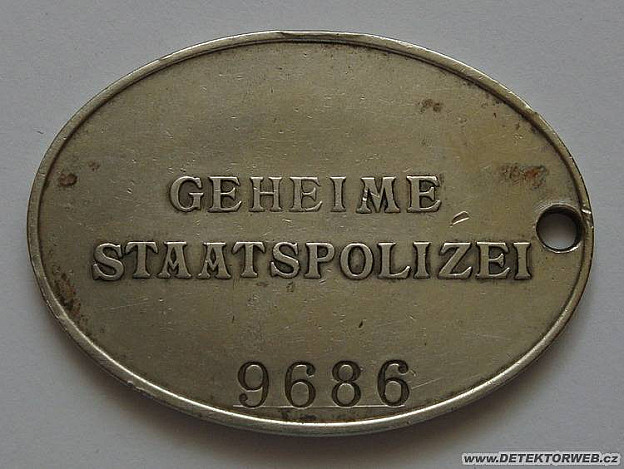 GEHEIME
STAATSPOLIZEI
9686
www.DETEKTORWEB.cz